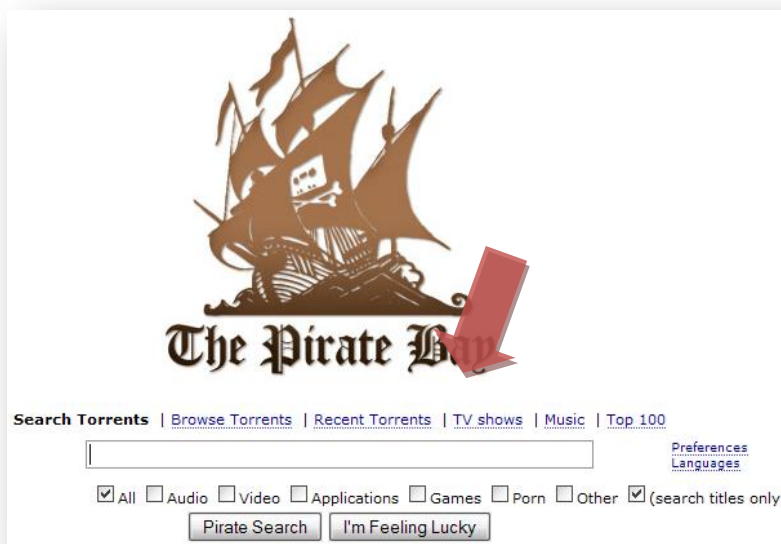 The Pirate Bay
Search Torrents | Browse Torrents | Recent Torrents | TV shows | Music | Top 100
Preferences
Languages
All Audio Video Applications Games Porn Other (search titles only
Pirate Search I'm Feeling Lucky